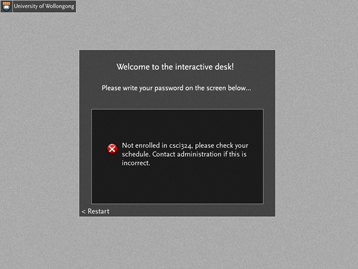 University of Wollongong
Welcome to the interactive desk!
Please write your password on the screen below...
Not enrolled in csci324, please check your
schedule. Contact administration if this is
incorrect.
< Restart